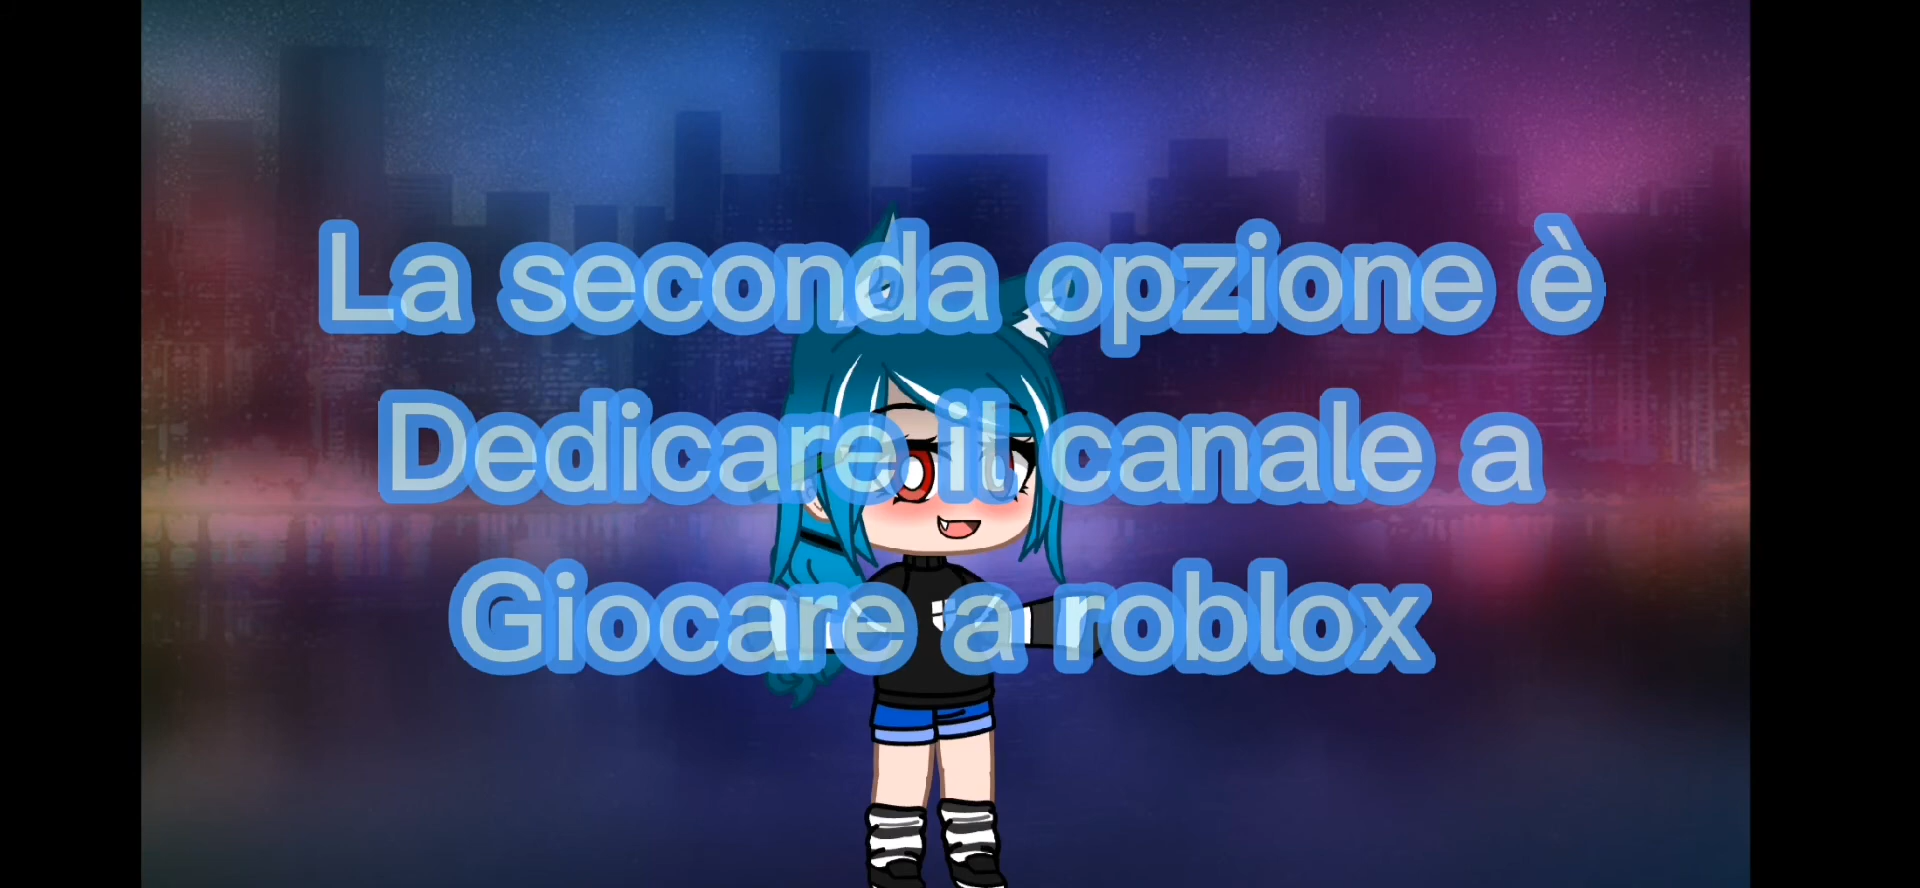 La seconda opzione è
Dedicare il canale a
Giocare a roblox